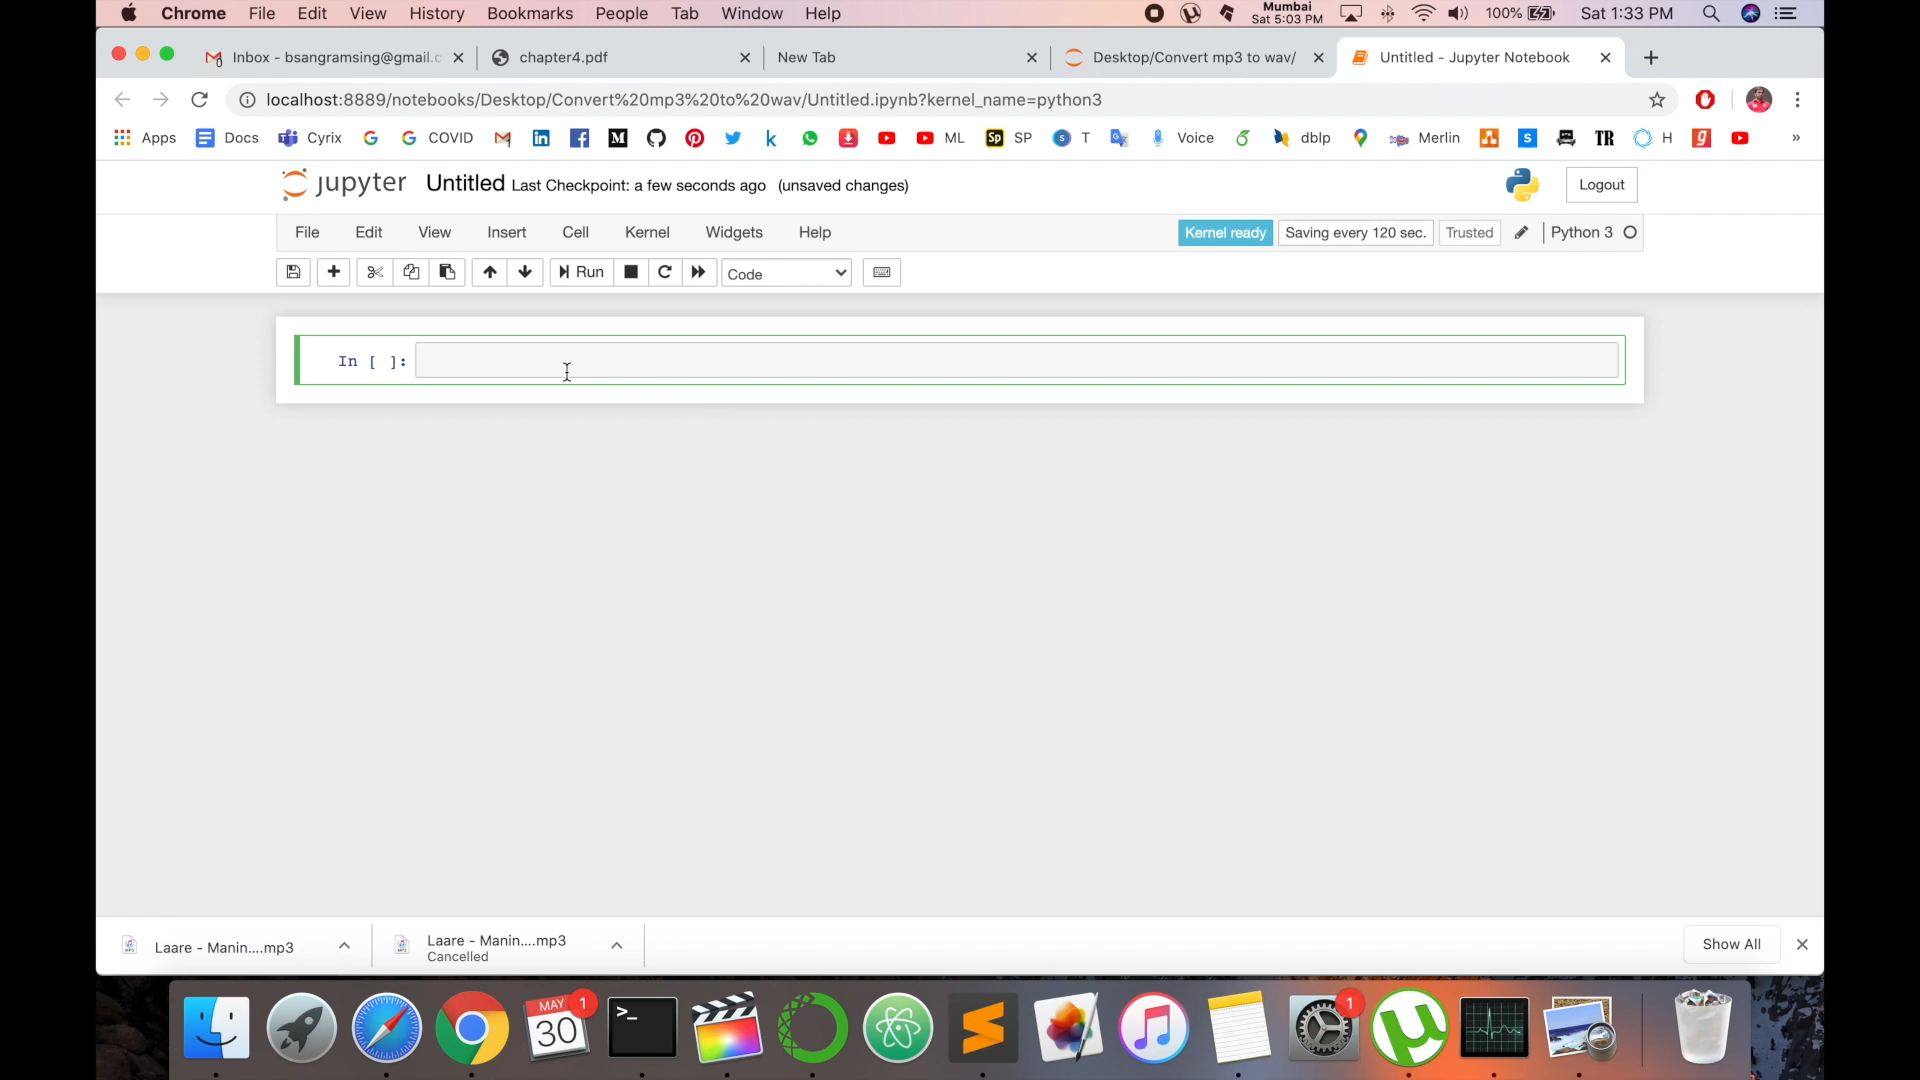 Chrome File Edit View History Bookmarks People Tab Window Help
Mumbai
Sat 5:03 PM
100%
Sat 1:33 PM
Inbox - bsangramsing@gmail.c
chapter4.pdf
New Tab
Desktop/Convert mp3 to wav/
Untitled - Jupyter Notebook
localhost:8889/notebooks/Desktop/Convert%20mp3%20to%20wav/Untitled.ipynb?kernel_name=python3
Apps Docs Cyrix COVID ML Sp SP T Voice dblp Merlin TR H »
jupyter Untitled Last Checkpoint: a few seconds ago (unsaved changes)
Logout
File Edit View Insert Cell Kernel Widgets Help
Kernel ready Saving every 120 sec. Trusted Python 3
Run Code
In [ ]:
Laare - Manin....mp3
Laare - Manin....mp3
Cancelled
Show All
MAY
30
1
1